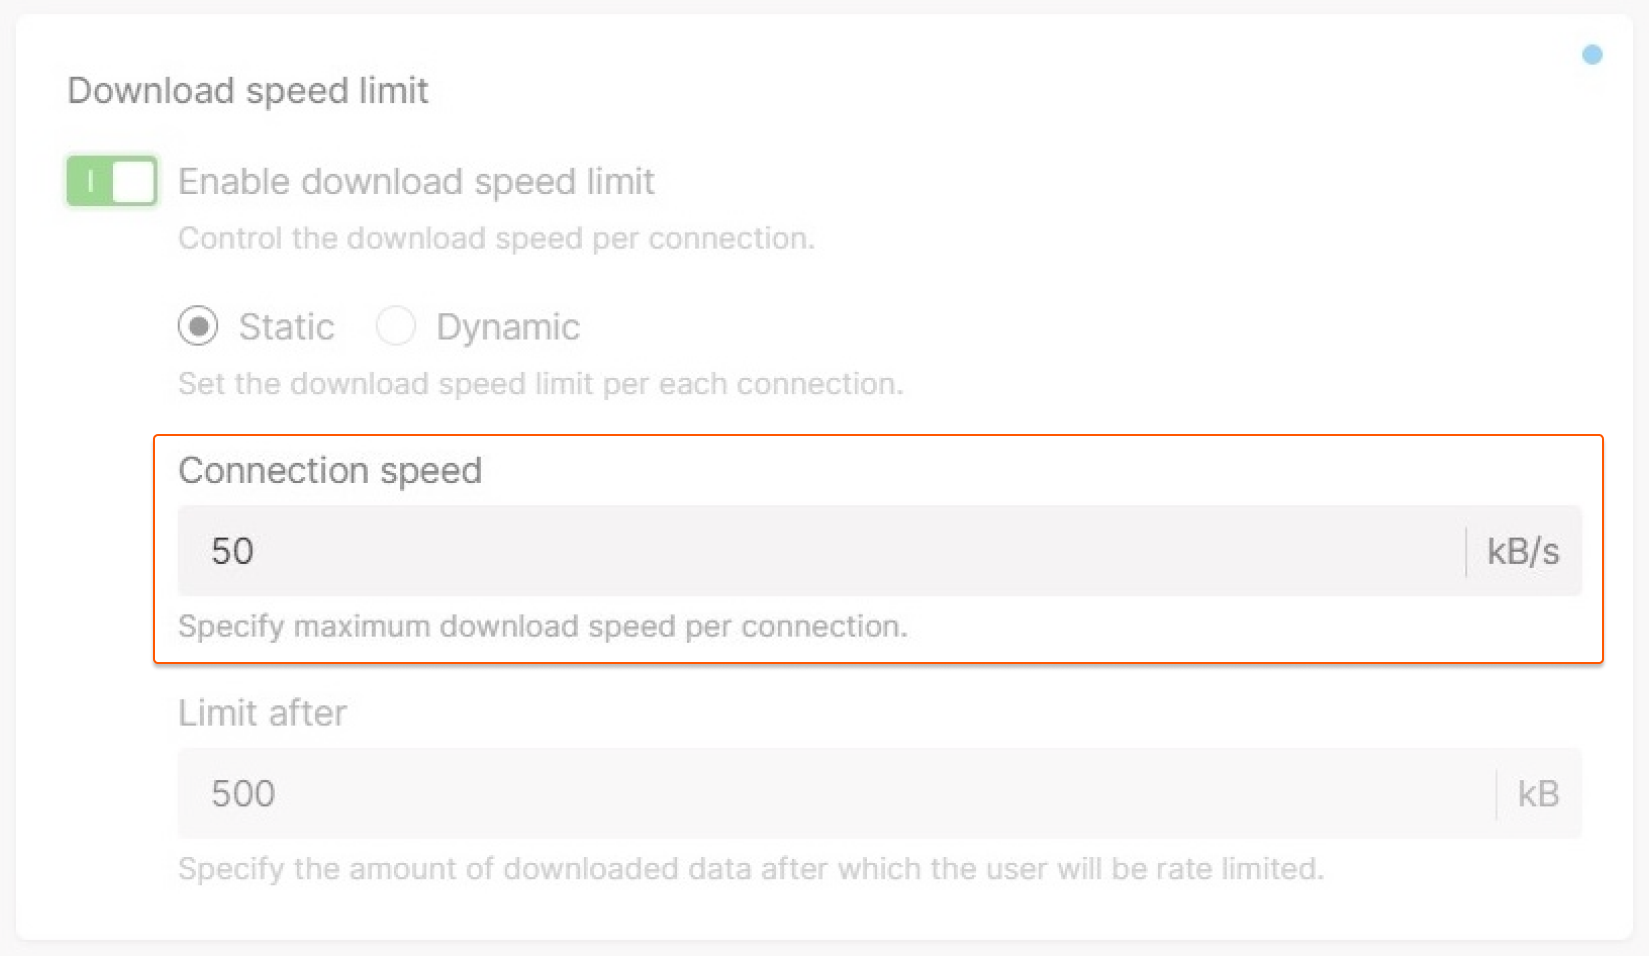 Download speed limit
Enable download speed limit
Control the download speed per connection.
Static Dynamic
Set the download speed limit per each connection.
Connection speed
50 kB/s
Specify maximum download speed per connection.
Limit after
500 kB
Specify the amount of downloaded data after which the user will be rate limited.